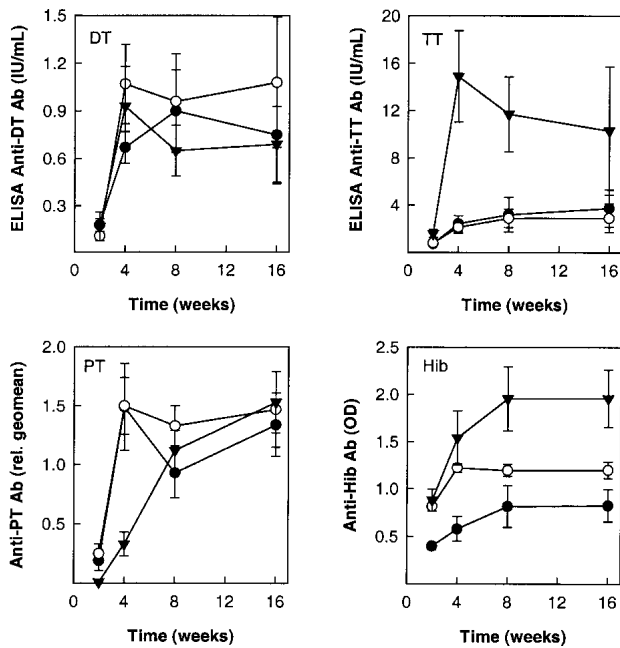 DT
ELISA Anti-DT Ab (IU/mL)
1.5
1.2
0.9
0.6
0.3
0 4 8 12 16
Time (weeks)
TT
ELISA Anti-TT Ab (IU/mL)
20
16
12
8
4
0 4 8 12 16
Time (weeks)
PT
Anti-PT Ab (rel. geomean)
2.0
1.5
1.0
0.5
0 4 8 12 16
Time (weeks)
Hib
Anti-Hib Ab (OD)
2.5
2.0
1.5
1.0
0.5
0 4 8 12 16
Time (weeks)